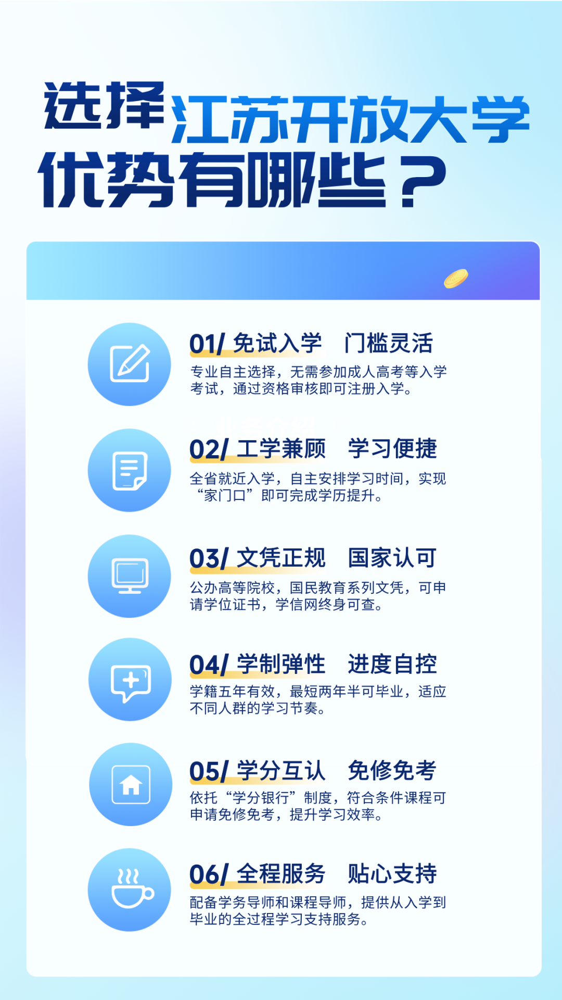 选择江苏开放大学
优势有哪些？
01/ 免试入学 门槛灵活
专业自主选择，无需参加成人高考等入学
考试，通过资格审核即可注册入学。
业务介绍
02/ 工学兼顾 学习便捷
全省就近入学，自主安排学习时间，实现
“家门口”即可完成学历提升。
03/ 文凭正规 国家认可
公办高等院校，国民教育系列文凭，可申
请学位证书，学信网终身可查。
04/ 学制弹性 进度自控
学籍五年有效，最短两年半可毕业，适应
不同人群的学习节奏。
05/ 学分互认 免修免考
依托“学分银行”制度，符合条件课程可
申请免修免考，提升学习效率。
06/ 全程服务 贴心支持
配备学务导师和课程导师，提供从入学到
毕业的全过程学习支持服务。